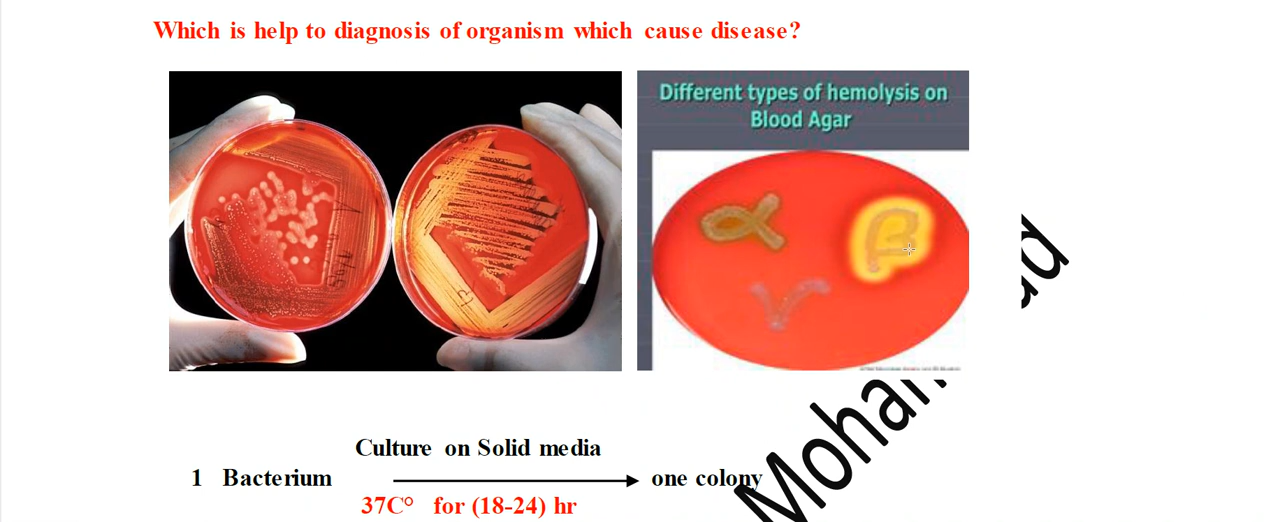 Which is help to diagnosis of organism which cause disease?
Different types of hemolysis on
Blood Agar
α
β
γ
Culture on Solid media
1 Bacterium
one colony
37C° for (18-24) hr